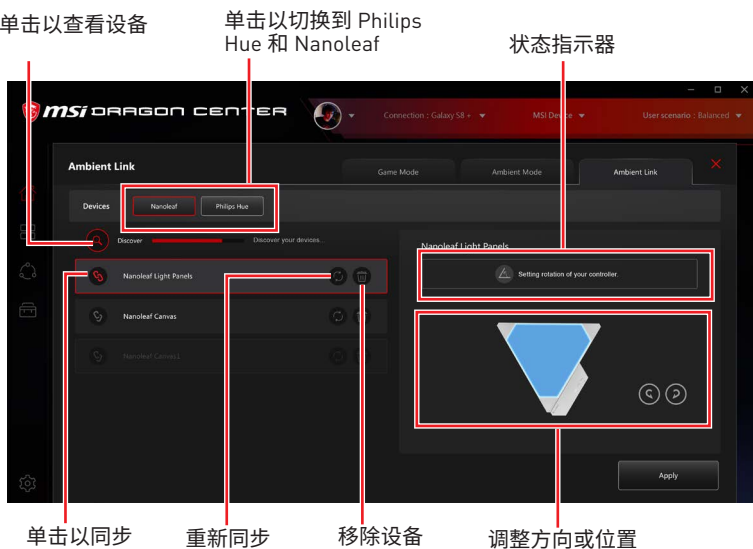 单击以查看设备
单击以切换到 Philips
Hue 和 Nanoleaf
状态指示器
msi DRAGON CENTER
Connection : Galaxy S8 +
MSI Device
User scenario : Balanced
Ambient Link
Game Mode
Ambient Mode
Ambient Link
Devices
Nanoleaf
Philips Hue
Discover
Discover your devices...
Nanoleaf Light Panels
Nanoleaf Light Panels
Setting rotation of your controller.
Nanoleaf Canvas
Nanoleaf Canvas2
Apply
单击以同步
重新同步
移除设备
调整方向或位置